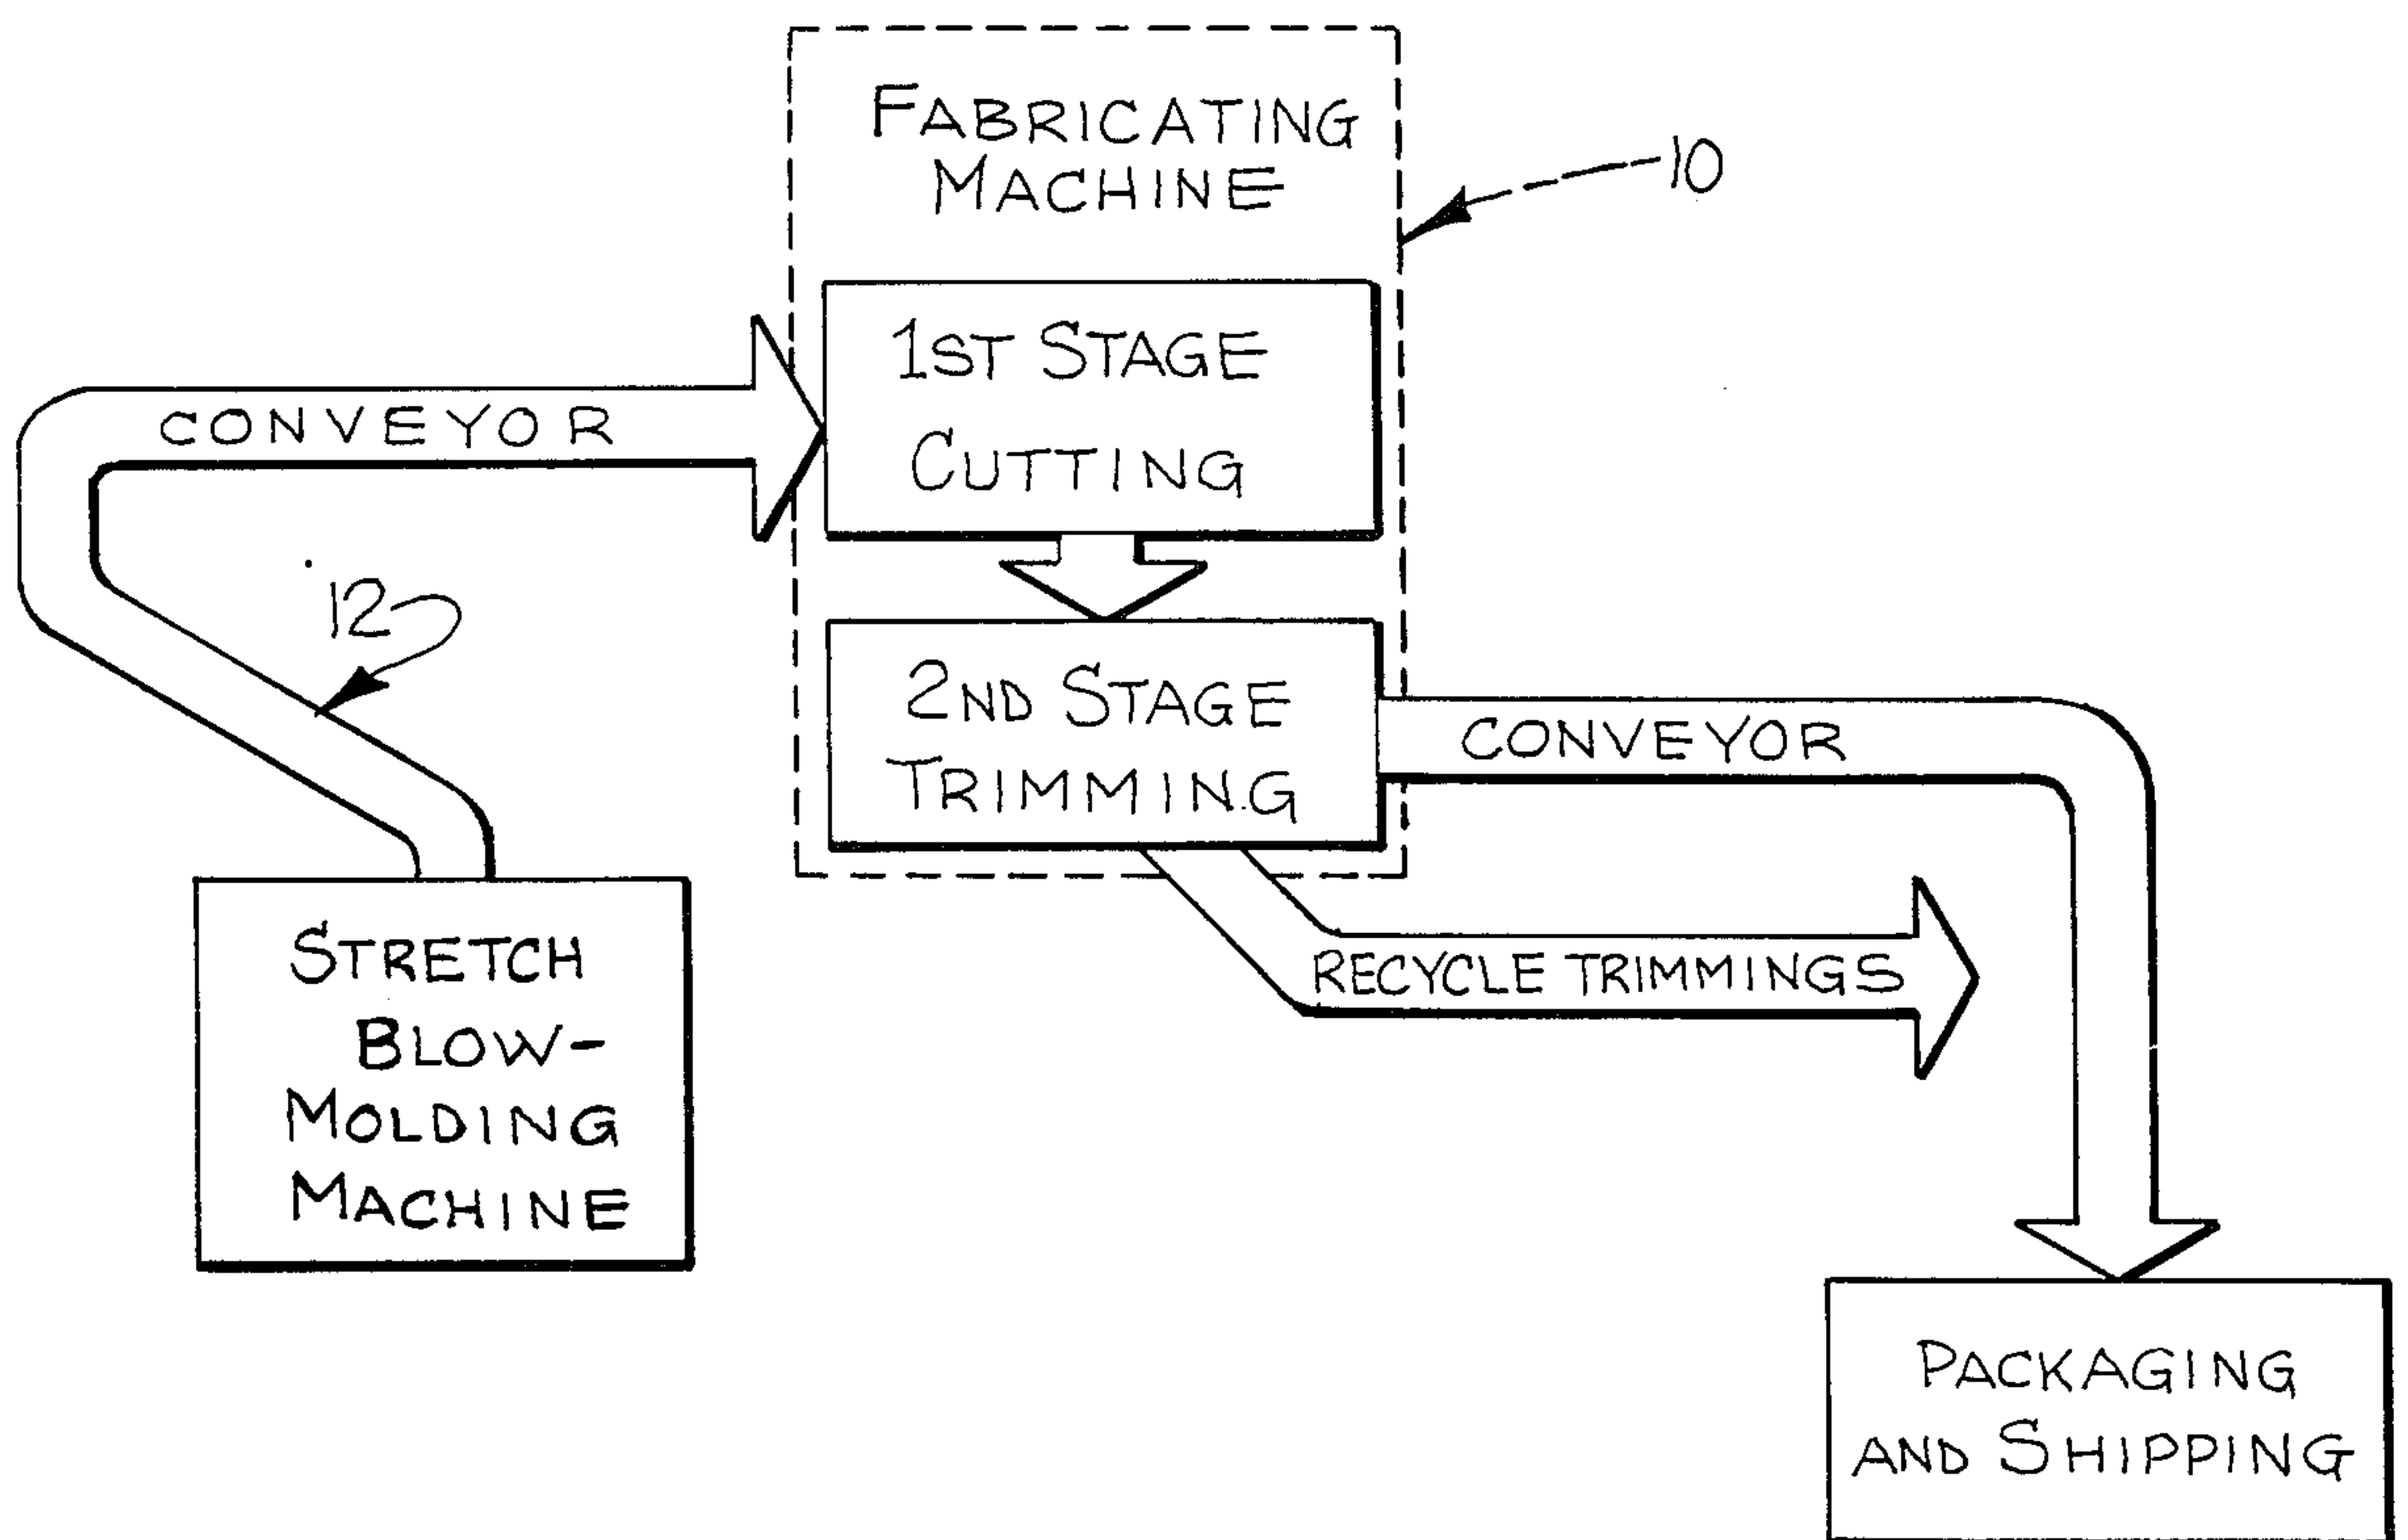 FABRICATING
MACHINE
10
1ST STAGE
CUTTING
CONVEYOR
12
2ND STAGE
TRIMMING
CONVEYOR
RECYCLE TRIMMINGS
STRETCH
BLOW-
MOLDING
MACHINE
PACKAGING
AND SHIPPING